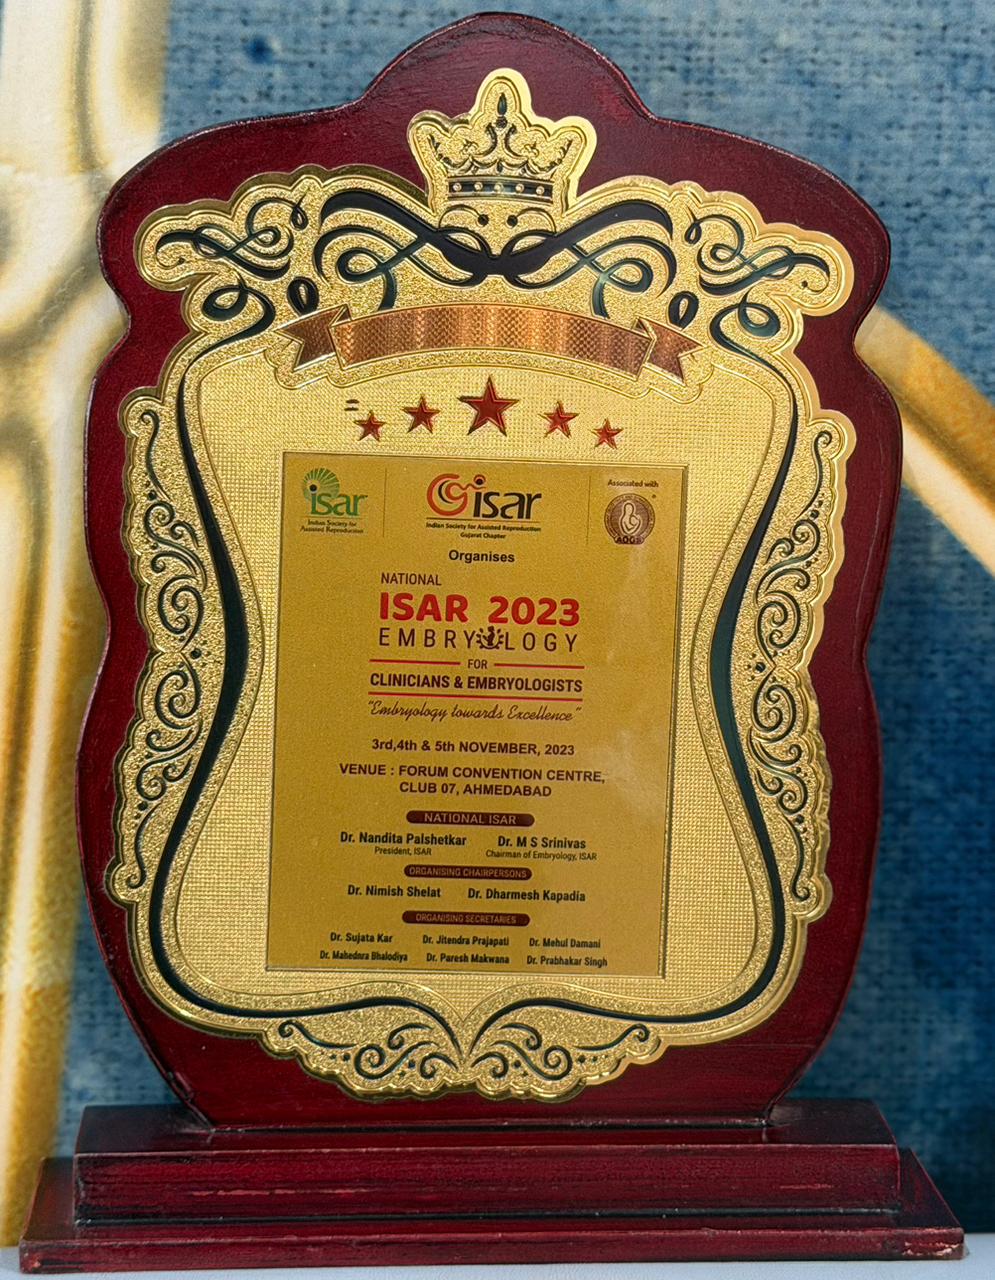 isar
Indian Society for
Assisted Reproduction
isar
Indian Society for Assisted Reproduction
Gujarat Chapter
Associated with
AOGS
Organises
NATIONAL
ISAR 2023
EMBRYOLOGY
FOR
CLINICIANS & EMBRYOLOGISTS
"Embryology towards Excellence"
3rd,4th & 5th NOVEMBER, 2023
VENUE : FORUM CONVENTION CENTRE,
CLUB 07, AHMEDABAD
NATIONAL ISAR
Dr. Nandita Palshetkar Dr. M S Srinivas
President, ISAR Chairman of Embryology, ISAR
ORGANISING CHAIRPERSONS
Dr. Nimish Shelat Dr. Dharmesh Kapadia
ORGANISING SECRETARIES
Dr. Sujata Kar Dr. Jitendra Prajapati Dr. Mehul Damani
Dr. Mahednra Bhalodiya Dr. Paresh Makwana Dr. Prabhakar Singh